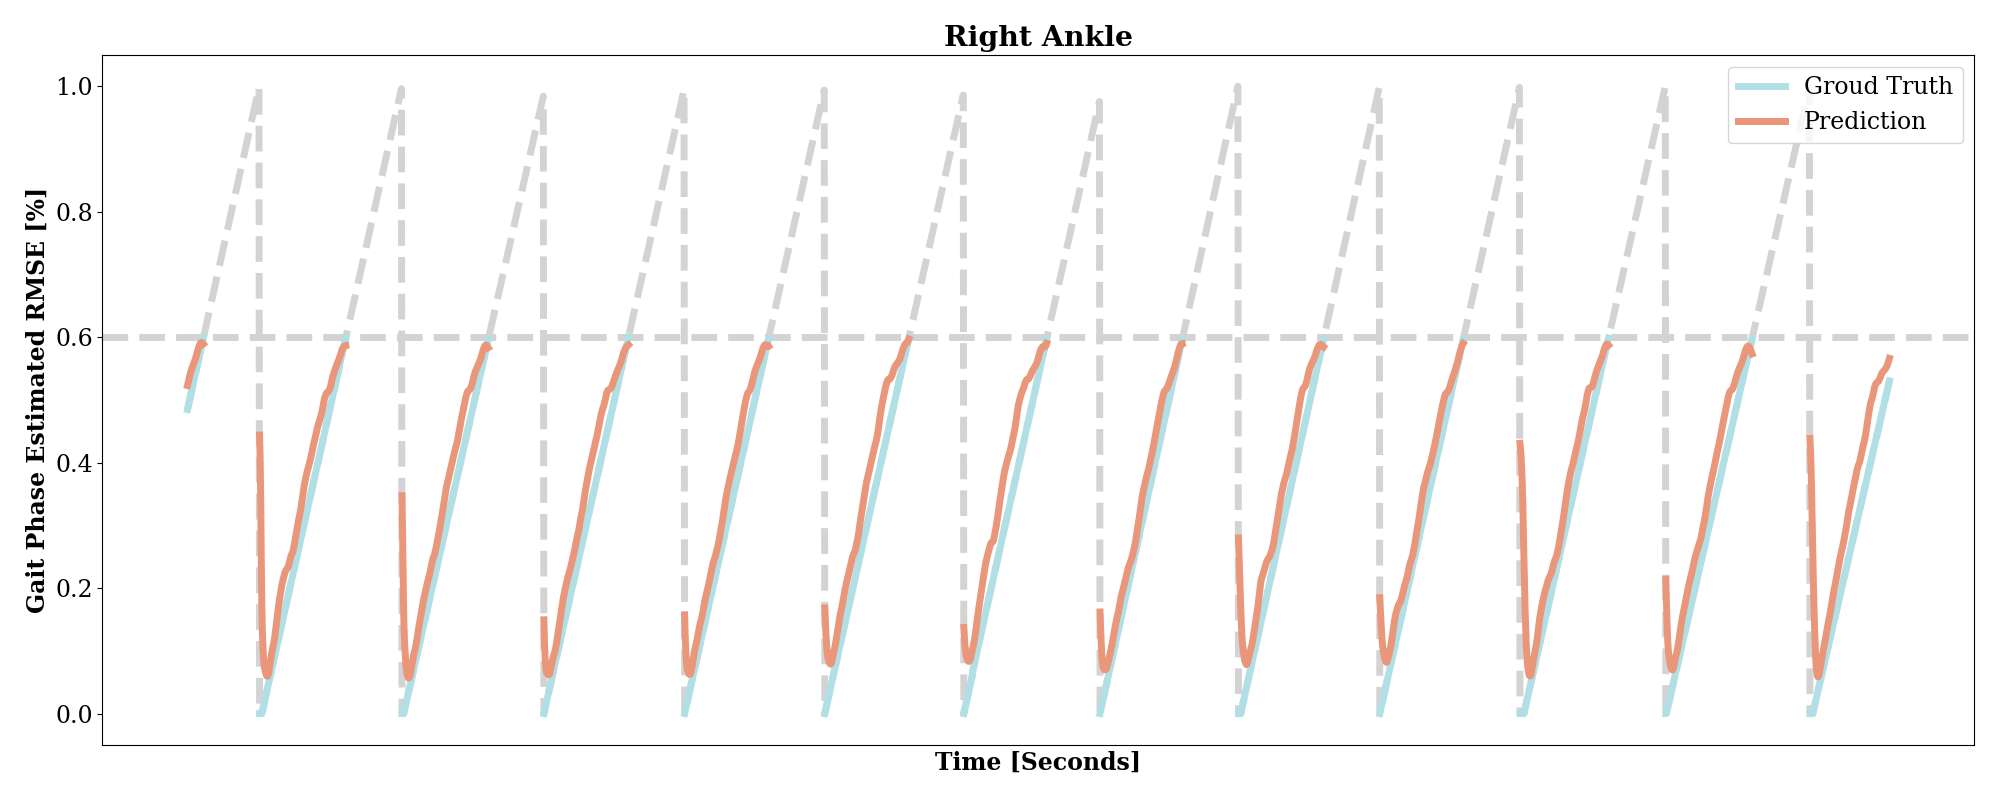 Right Ankle
Gait Phase Estimated RMSE [%]
1.0
0.8
0.6
0.4
0.2
0.0
Groud Truth
Prediction
Time [Seconds]